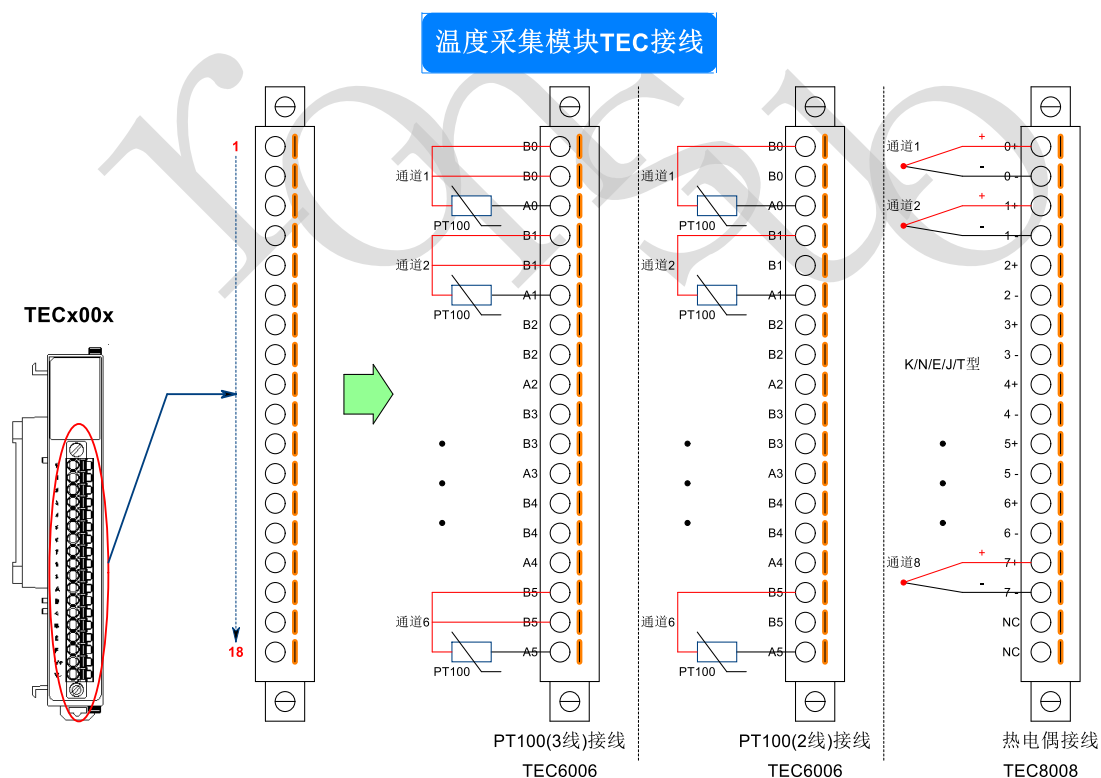 温度采集模块TEC接线
TECx00x
1
18
通道1
PT100
通道2
PT100
通道6
PT100
B0
B0
A0
B1
B1
A1
B2
B2
A2
B3
B3
A3
B4
B4
A4
B5
B5
A5
PT100(3线)接线
TEC6006
通道1
PT100
通道2
PT100
通道6
PT100
B0
B0
A0
B1
B1
A1
B2
B2
A2
B3
B3
A3
B4
B4
A4
B5
B5
A5
PT100(2线)接线
TEC6006
通道1
+
-
通道2
+
-
K/N/E/J/T型
通道8
+
-
0+
0 -
1+
1 -
2+
2 -
3+
3 -
4+
4 -
5+
5 -
6+
6 -
7+
7 -
NC
NC
热电偶接线
TEC8008